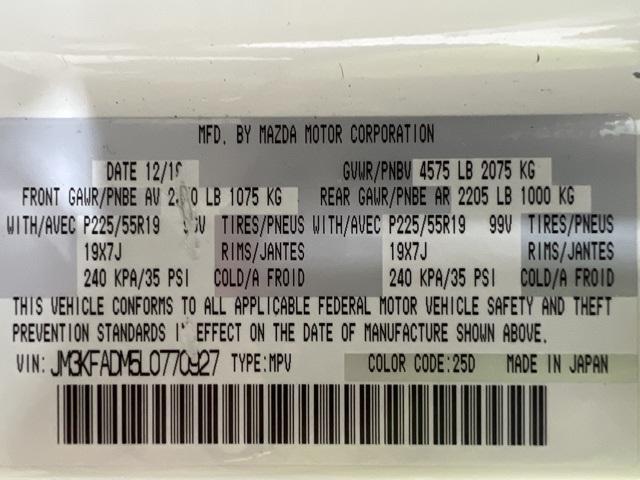 MFD. BY MAZDA MOTOR CORPORATION
DATE GVWR/PNBV 4575 LB 2075 KG
FRONT GAWR/PNBE AV LB 1075 KG REAR GAWR/PNBE AR 2205 LB 1000 KG
WITH/AVEC P225/55R19 TIRES/PNEUS WITH/AVEC P225/55R19 99V TIRES/PNEUS
19X7J RIMS/JANTES 19X7J RIMS/JANTES
240 KPA/35 PSI COLD/A FROID 240 KPA/35 PSI COLD/A FROID
THIS VEHICLE CONFORMS TO ALL APPLICABLE FEDERAL MOTOR VEHICLE SAFETY AND THEFT
PREVENTION STANDARDS EFFECT ON THE DATE OF MANUFACTURE SHOWN ABOVE.
VIN: JM3KFADM5L0770927 TYPE:MPV COLOR CODE:25D MADE IN JAPAN